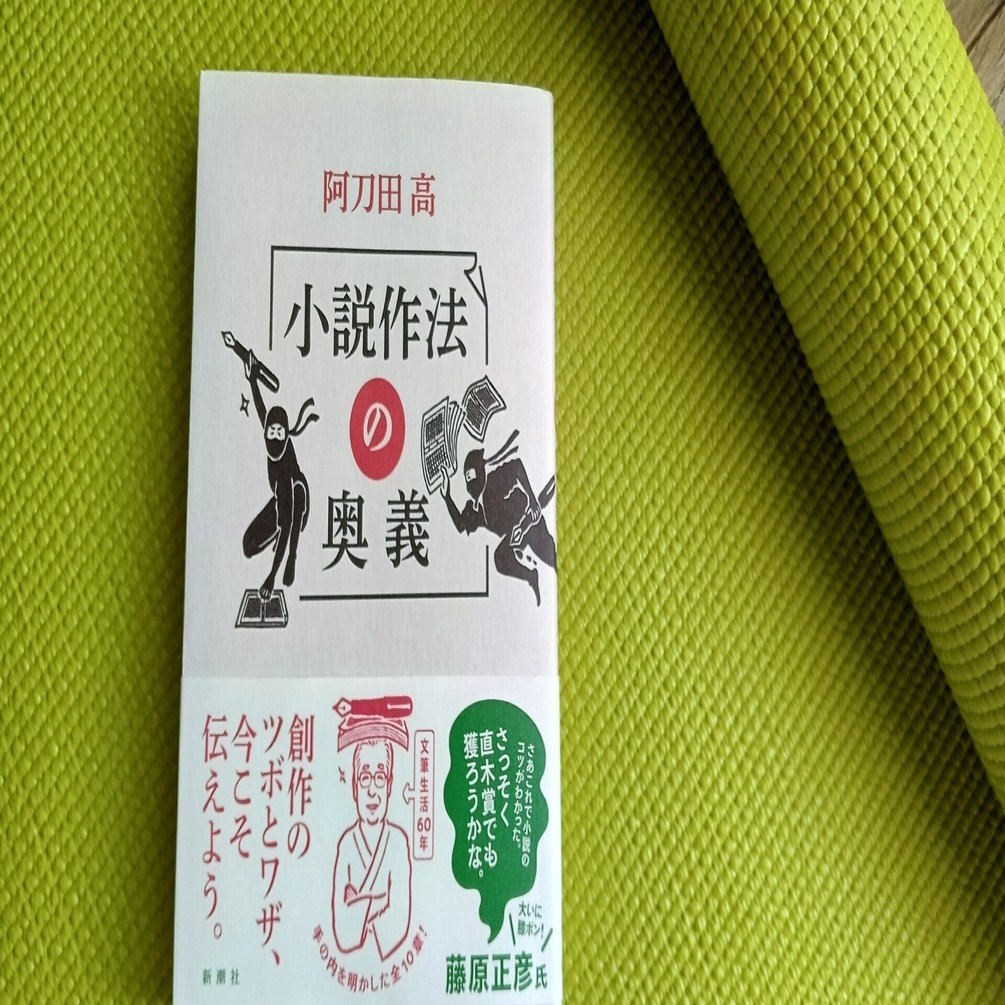 阿刀田 高
小説作法
の
奥義
創作の
ツボとワザ、
今こそ
伝えよう。
新潮社
文筆生活60年
手の内を明かした全10章！
さあこれで小説の
コツがわかった。
さっそく
直木賞でも
獲ろうかな。
大いに
膝ポン！
藤原正彦氏